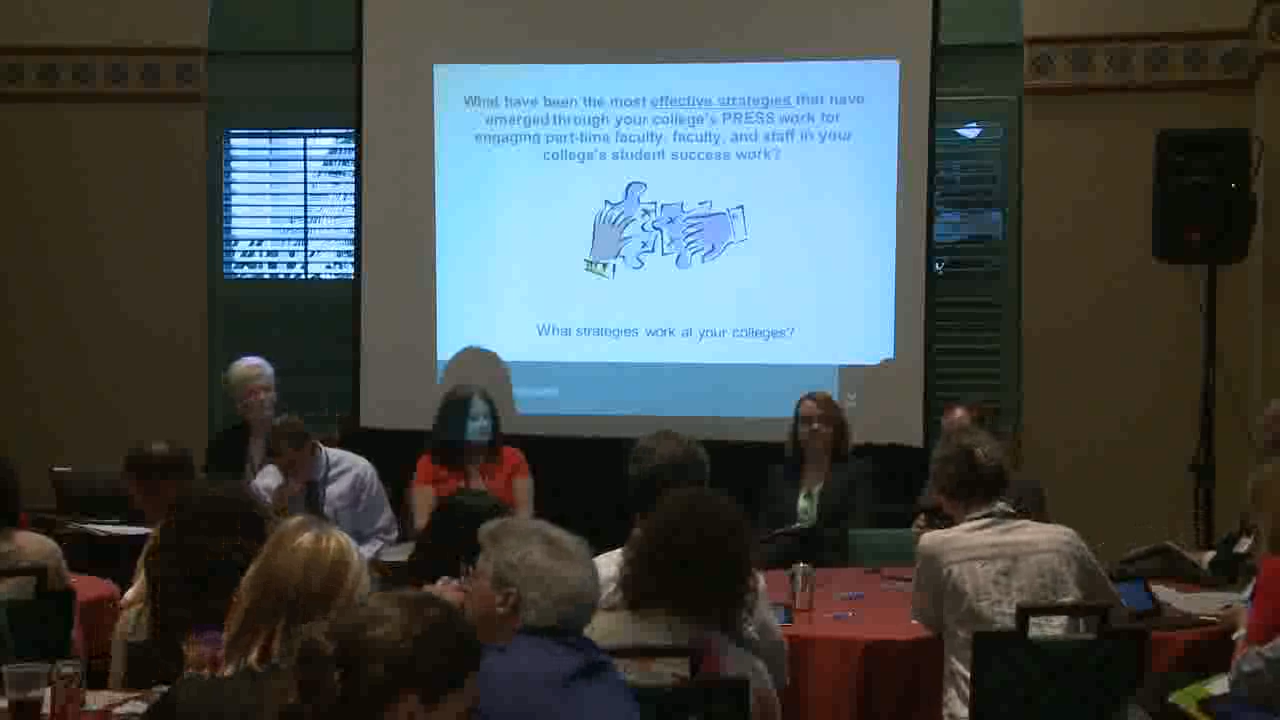 What have been the most effective strategies that have
emerged through your college's PRESS work for
engaging part-time faculty, faculty, and staff in your
college's student success work?
What strategies work at your colleges?